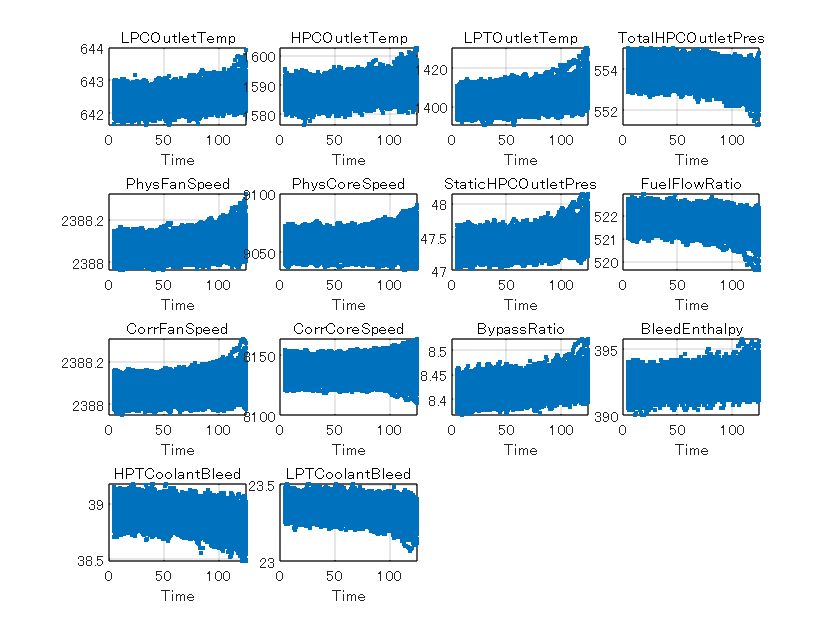 LPCOutletTemp HPCOutletTemp LPTOutletTemp TotalHPCOutletPres
644 643 642 600 590 580 1420 1400 554 552
0 50 100 0 50 100 0 50 100 0 50 100
Time Time Time Time
PhysFanSpeed PhysCoreSpeed StaticHPCOutletPres FuelFlowRatio
2388.2 2388 9100 9050 48 47.5 47 522 521 520
0 50 100 0 50 100 0 50 100 0 50 100
Time Time Time Time
CorrFanSpeed CorrCoreSpeed BypassRatio BleedEnthalpy
2388.2 2388 8150 8100 8.5 8.45 8.4 395 390
0 50 100 0 50 100 0 50 100 0 50 100
Time Time Time Time
HPTCoolantBleed LPTCoolantBleed
39 38.5 23.5 23
0 50 100 0 50 100
Time Time